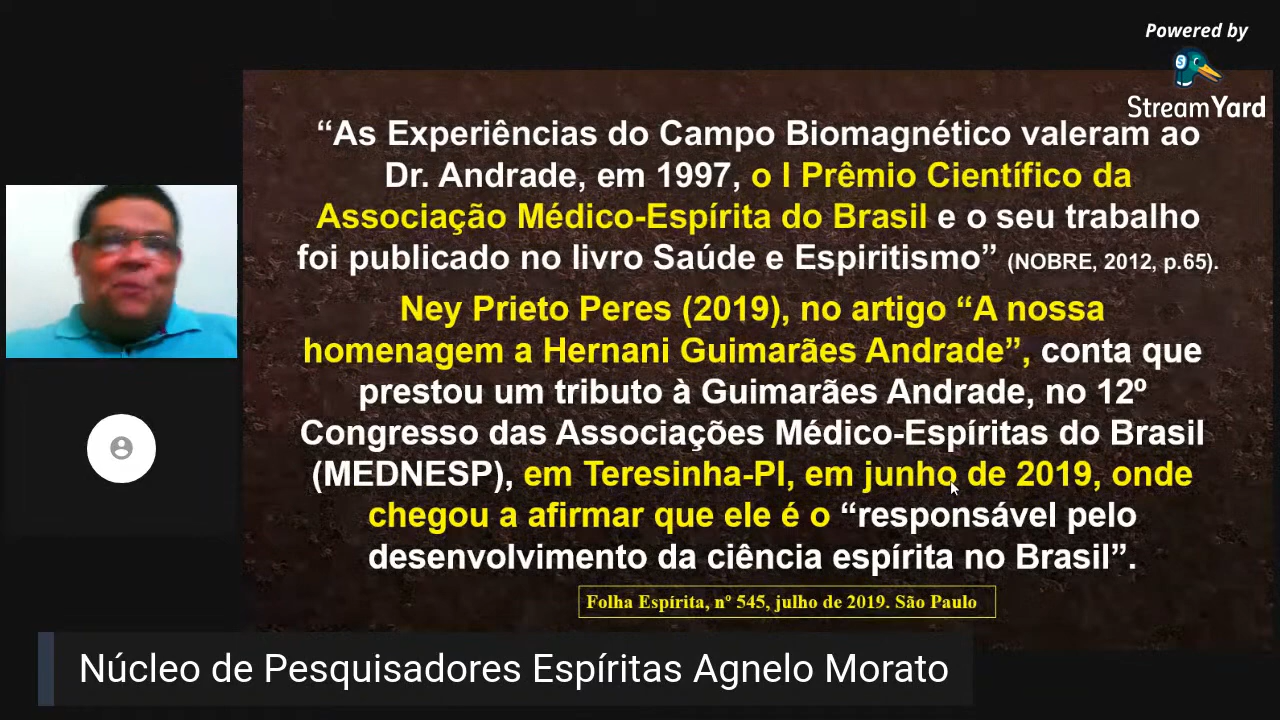 Powered by
StreamYard
“As Experiências do Campo Biomagnético valeram ao
Dr. Andrade, em 1997, o I Prêmio Científico da
Associação Médico-Espírita do Brasil e o seu trabalho
foi publicado no livro Saúde e Espiritismo” (NOBRE, 2012, p.65).
Ney Prieto Peres (2019), no artigo “A nossa
homenagem a Hernani Guimarães Andrade”, conta que
prestou um tributo à Guimarães Andrade, no 12º
Congresso das Associações Médico-Espíritas do Brasil
(MEDNESP), em Teresinha-PI, em junho de 2019, onde
chegou a afirmar que ele é o “responsável pelo
desenvolvimento da ciência espírita no Brasil”.
Folha Espírita, nº 545, julho de 2019. São Paulo
Núcleo de Pesquisadores Espíritas Agnelo Morato